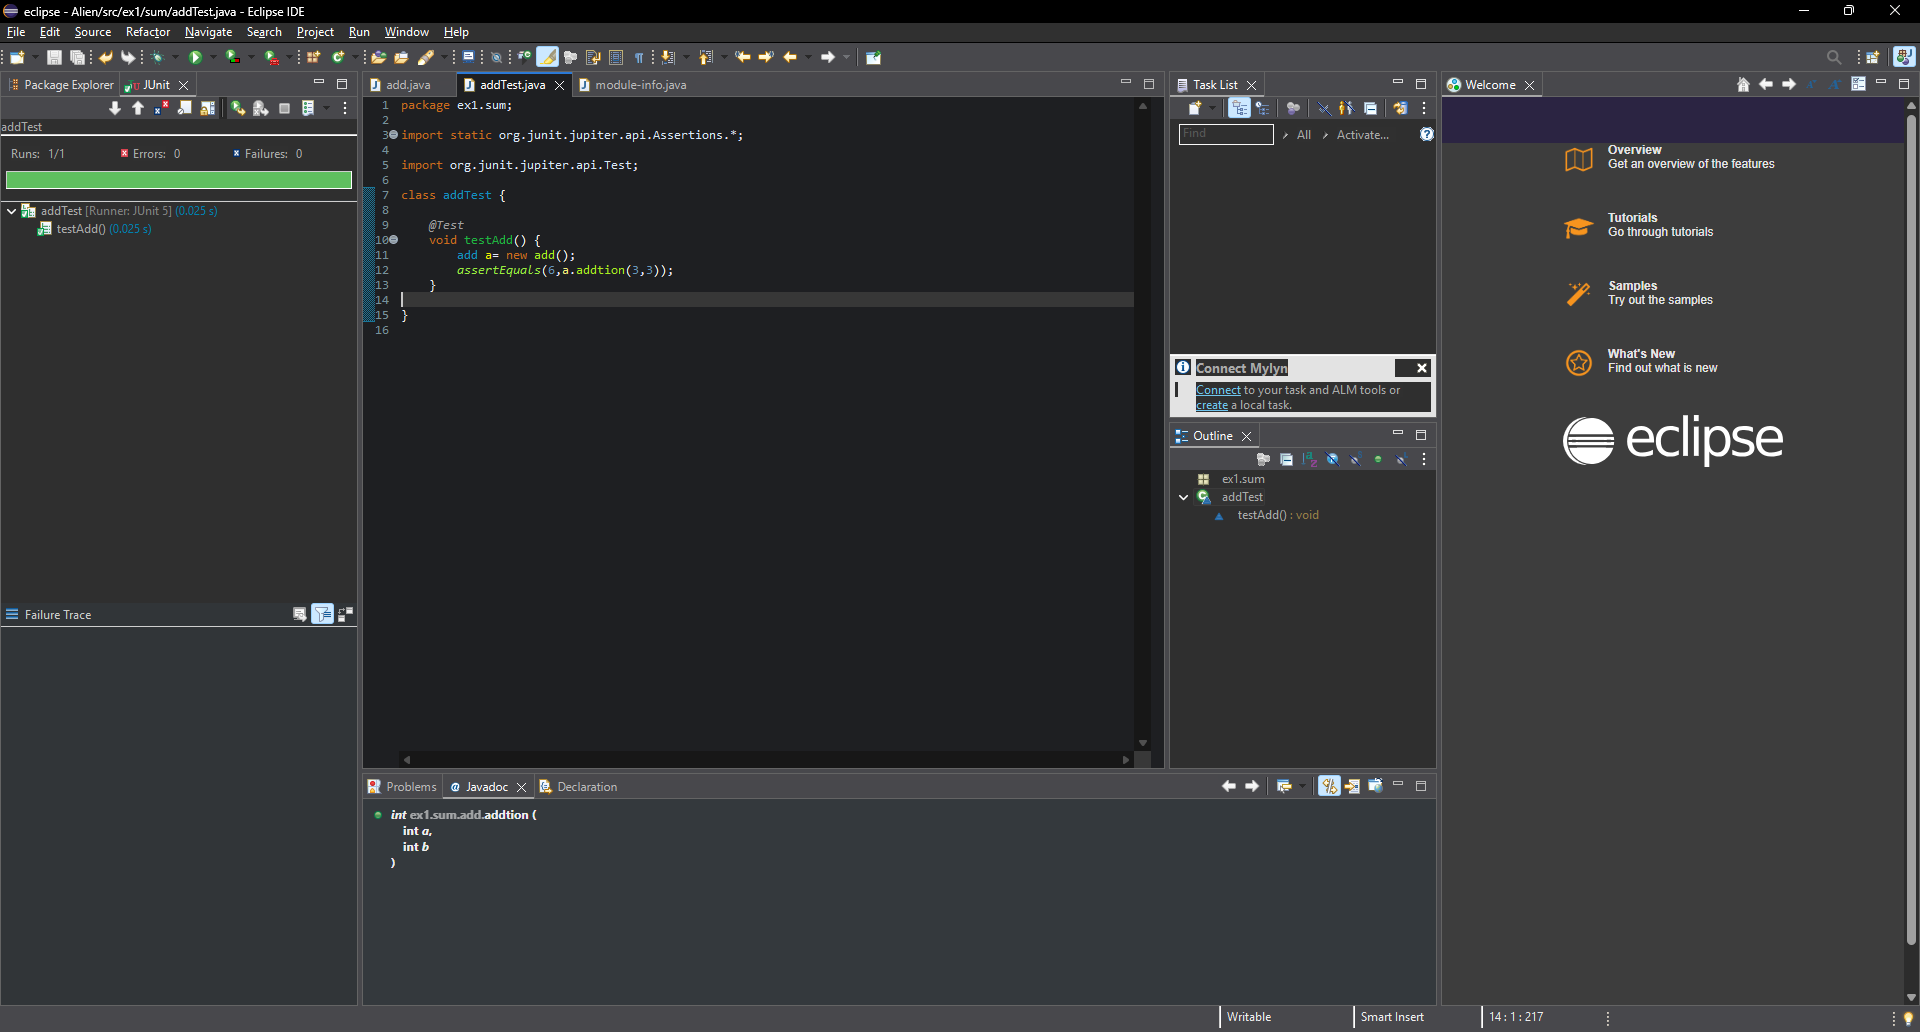 eclipse - Alien/src/ex1/sum/addTest.java - Eclipse IDE
File Edit Source Refactor Navigate Search Project Run Window Help
Package Explorer JUnit
addTest
Runs: 1/1 Errors: 0 Failures: 0
addTest [Runner: JUnit 5] (0.025 s)
testAdd() (0.025 s)
Failure Trace
add.java addTest.java module-info.java
1 package ex1.sum;
2
3 import static org.junit.jupiter.api.Assertions.*;
4
5 import org.junit.jupiter.api.Test;
6
7 class addTest {
8
9 @Test
10 void testAdd() {
11 add a= new add();
12 assertEquals(6,a.addtion(3,3));
13 }
14
15 }
16
Task List
Find All Activate...
Connect Mylyn
Connect to your task and ALM tools or
create a local task.
Outline
ex1.sum
addTest
testAdd() : void
Welcome
Overview
Get an overview of the features
Tutorials
Go through tutorials
Samples
Try out the samples
What's New
Find out what is new
eclipse
Problems Javadoc Declaration
int ex1.sum.add.addtion (
int a,
int b
)
Writable Smart Insert 14 : 1 : 217